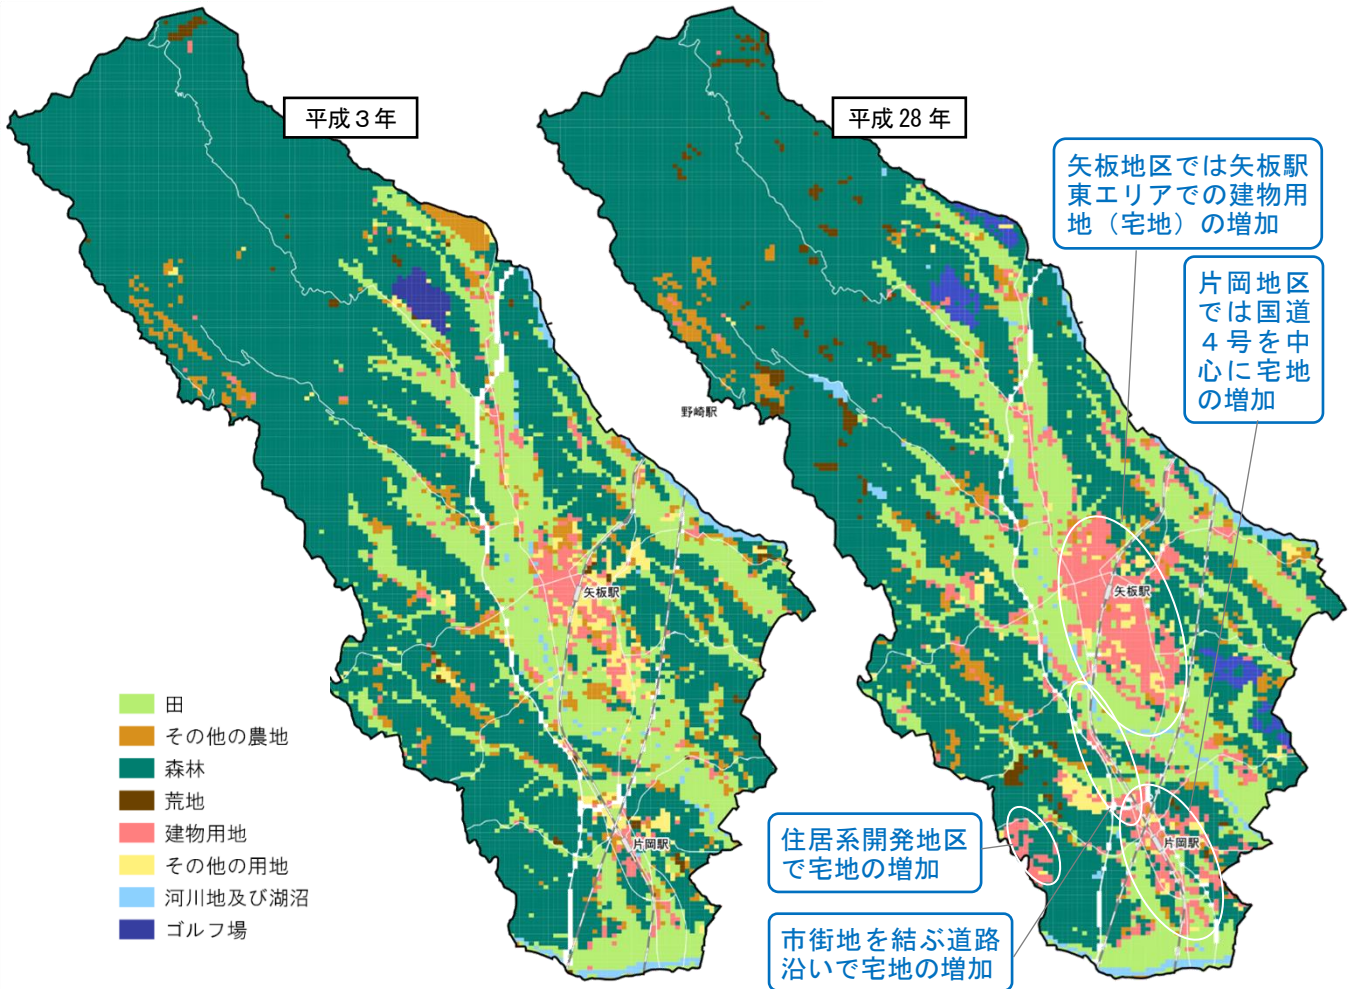 平成３年
平成 28 年
矢板地区では矢板駅
東エリアでの建物用
地（宅地）の増加
片岡地区
では国道
４号を中
心に宅地
の増加
野崎駅
矢板駅
矢板駅
田
その他の農地
森林
荒地
建物用地
その他の用地
河川地及び湖沼
ゴルフ場
片岡駅
片岡駅
住居系開発地区
で宅地の増加
市街地を結ぶ道路
沿いで宅地の増加